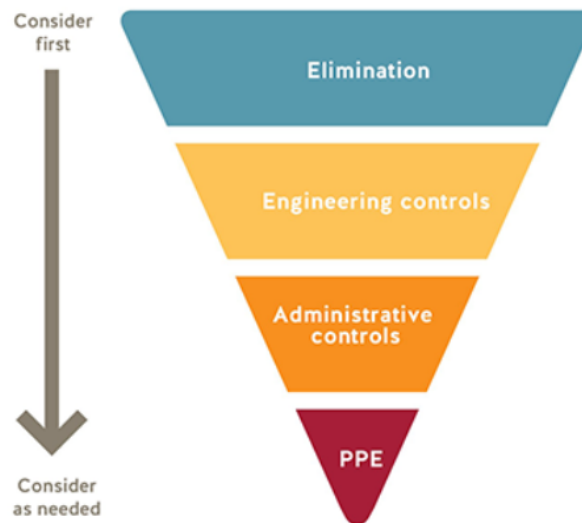 Consider
first
Elimination
Engineering controls
Administrative
controls
PPE
Consider
as needed